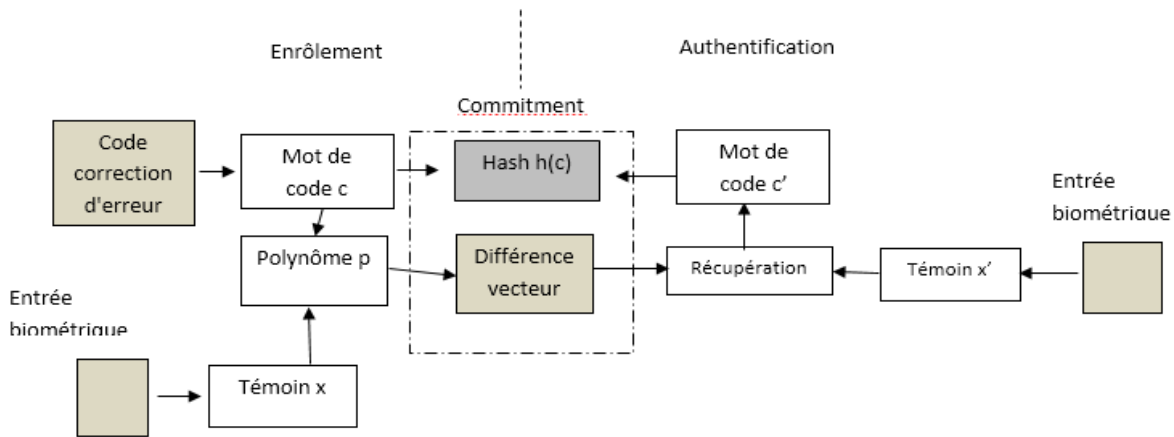 Enrôlement
Authentification
Commitment
Code
correction
d'erreur
Mot de
code c
Hash h(c)
Mot de
code c’
Entrée
biométrique
Polynôme p
Différence
vecteur
Récupération
Témoin x’
Entrée
biométrique
Témoin x